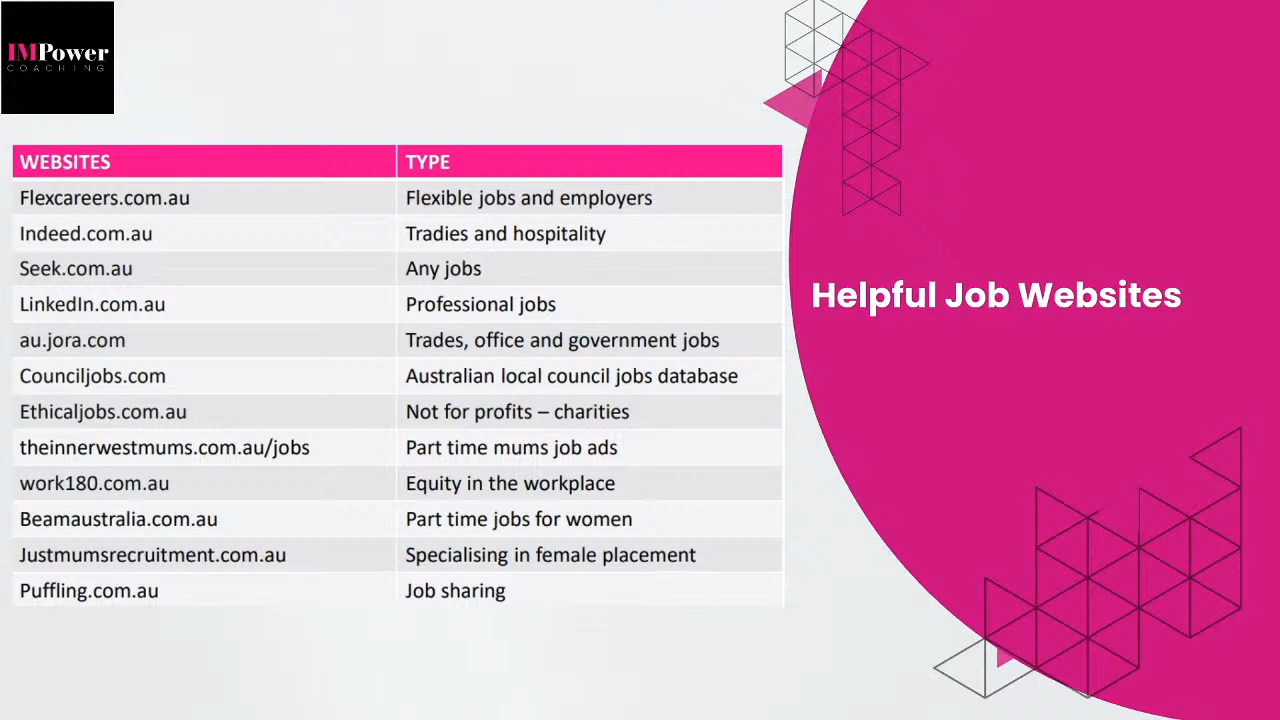 IMPower
COACHING
WEBSITES TYPE
Flexcareers.com.au Flexible jobs and employers
Indeed.com.au Tradies and hospitality
Seek.com.au Any jobs
LinkedIn.com.au Professional jobs
au.jora.com Trades, office and government jobs
Counciljobs.com Australian local council jobs database
Ethicaljobs.com.au Not for profits – charities
theinnerwestmums.com.au/jobs Part time mums job ads
work180.com.au Equity in the workplace
Beamaustralia.com.au Part time jobs for women
Justmumsrecruitment.com.au Specialising in female placement
Puffling.com.au Job sharing
Helpful Job Websites